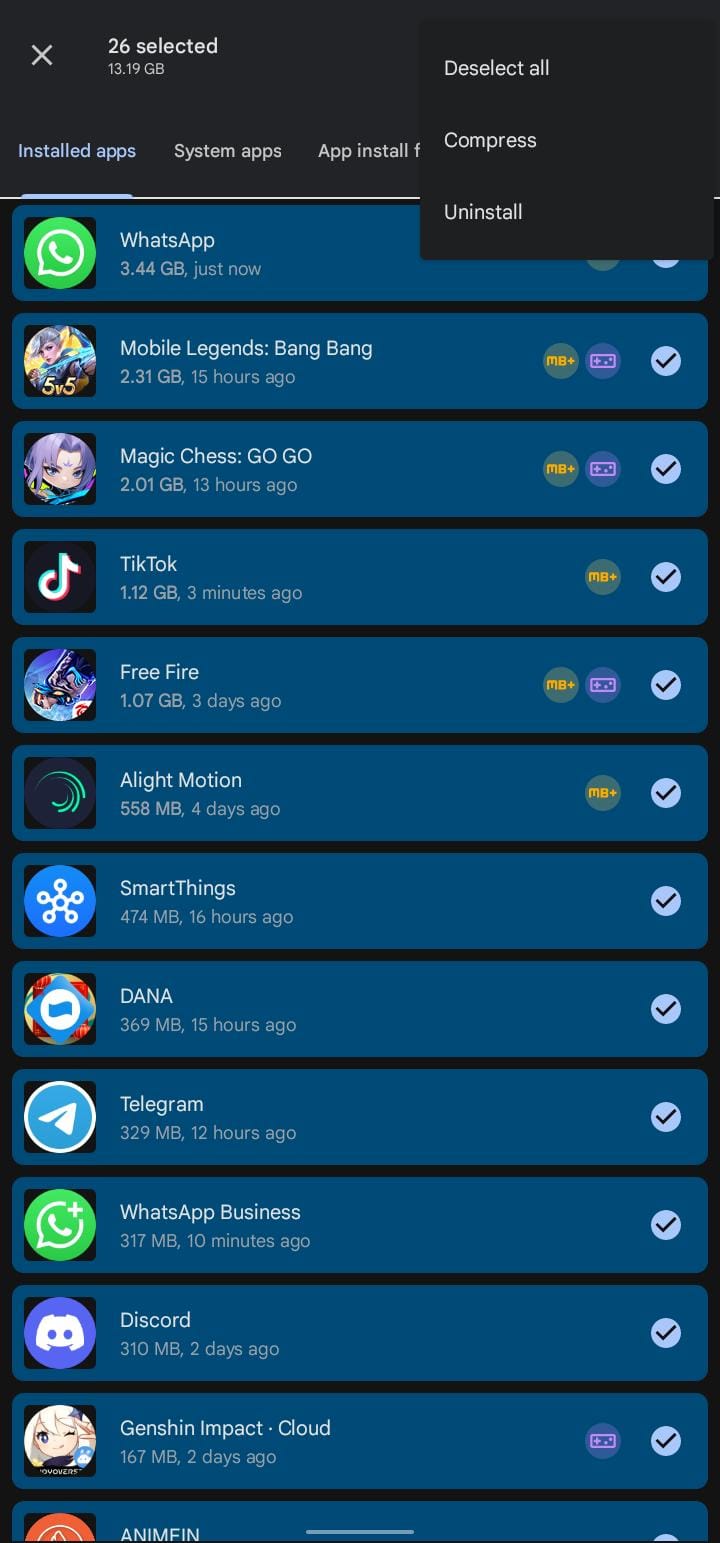 26 selected
13.19 GB
Deselect all
Compress
Uninstall
Installed apps
System apps
App install f
WhatsApp
3.44 GB, just now
Mobile Legends: Bang Bang
2.31 GB, 15 hours ago
MB+
5v5
Magic Chess: GO GO
2.01 GB, 13 hours ago
MB+
TikTok
1.12 GB, 3 minutes ago
MB+
Free Fire
1.07 GB, 3 days ago
MB+
Alight Motion
558 MB, 4 days ago
MB+
SmartThings
474 MB, 16 hours ago
DANA
369 MB, 15 hours ago
Telegram
329 MB, 12 hours ago
WhatsApp Business
317 MB, 10 minutes ago
Discord
310 MB, 2 days ago
Genshin Impact · Cloud
167 MB, 2 days ago
ANIMEIN